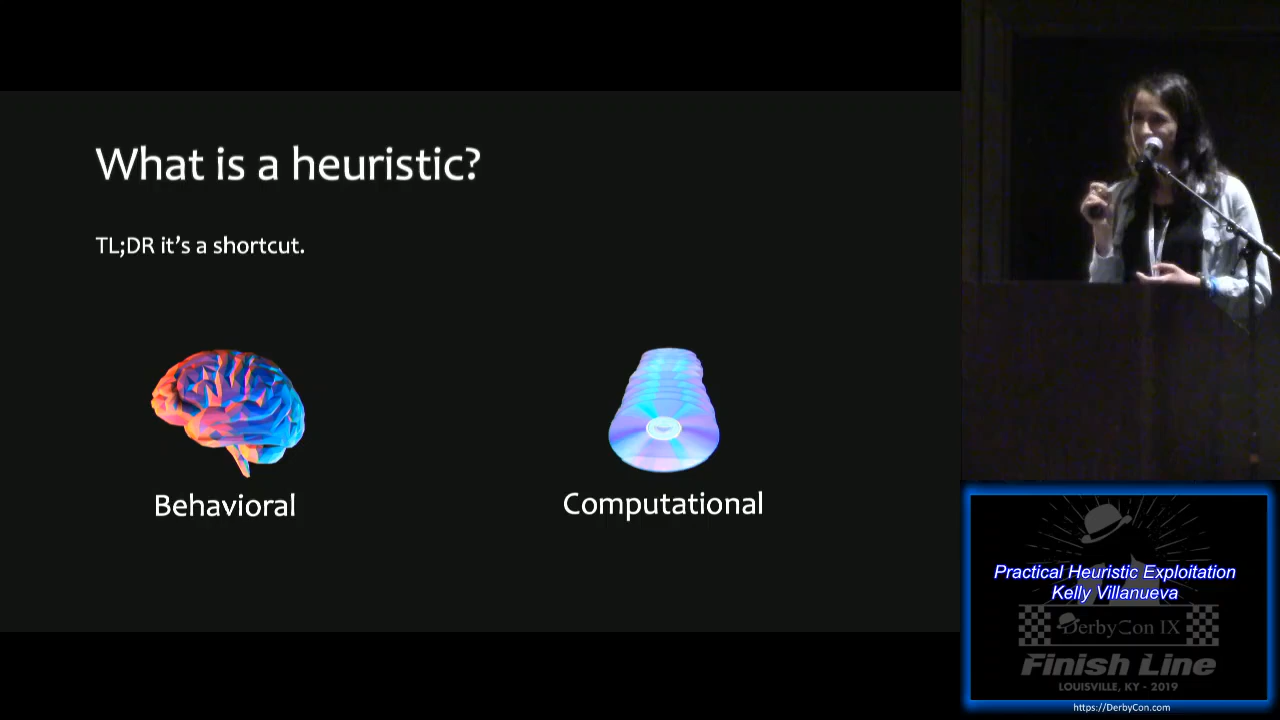 What is a heuristic?
TL;DR it's a shortcut.
Behavioral
Computational
Practical Heuristic Exploitation
Kelly Villanueva
DerbyCon IX
Finish Line
LOUISVILLE, KY - 2019
https://DerbyCon.com